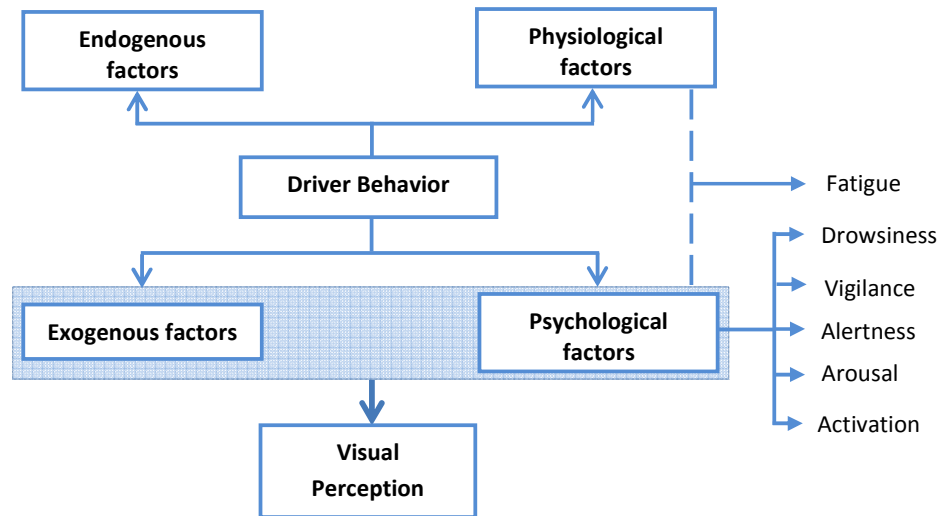 Endogenous
factors
Physiological
factors
Driver Behavior
Fatigue
Drowsiness
Vigilance
Alertness
Arousal
Activation
Exogenous factors
Psychological
factors
Visual
Perception